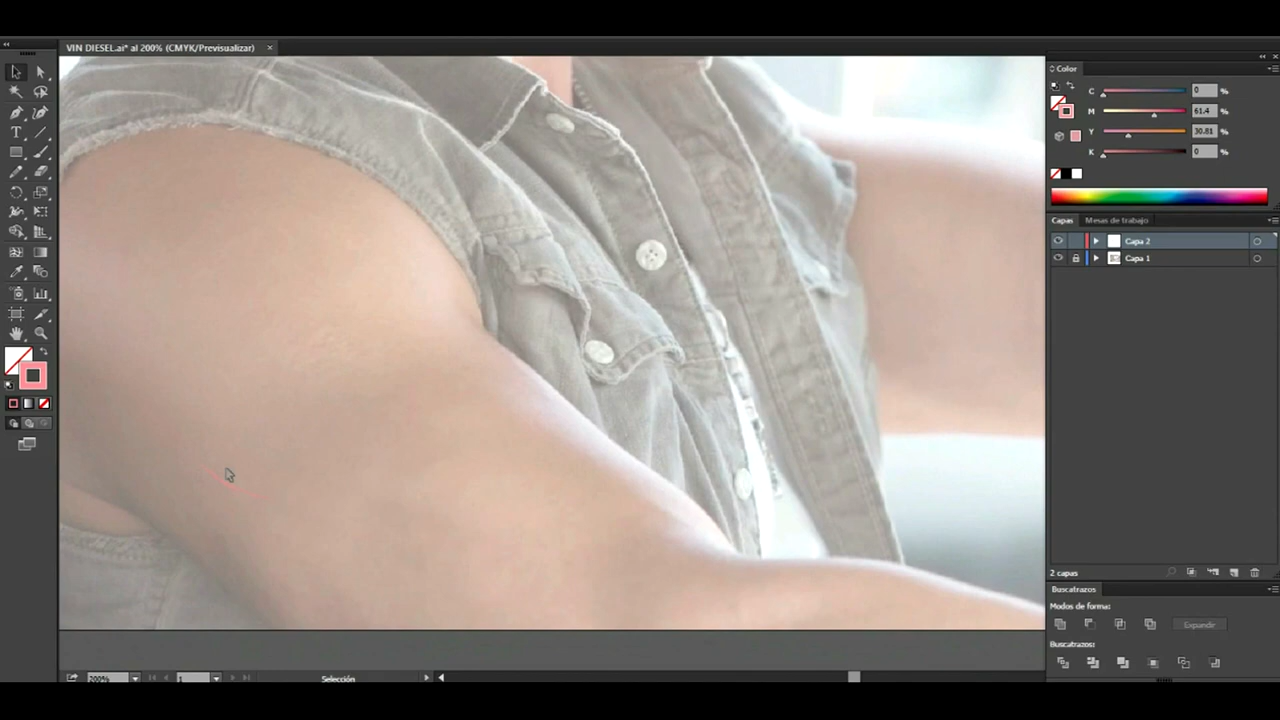 VIN DIESEL.ai* al 200% (CMYK/Previsualizar) ×
Color
C 0 %
M 61.4 %
Y 30.81 %
K 0 %
Capas Mesas de trabajo
Capa 2
Capa 1
2 capas
Buscatrazos
Modos de forma:
Expandir
Buscatrazos:
200% 1 Selección